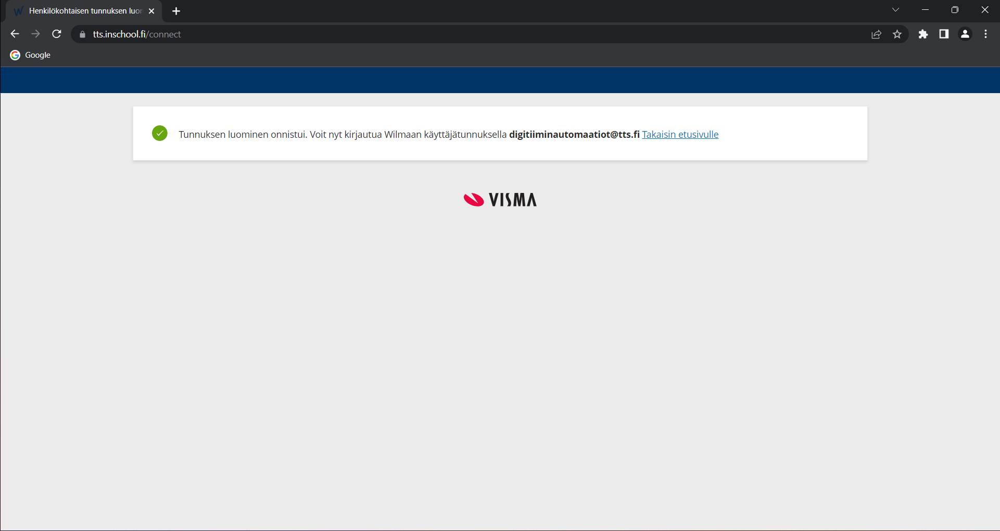 Henkilökohtaisen tunnuksen luon
tts.inschool.fi/connect
Google
Tunnuksen luominen onnistui. Voit nyt kirjautua Wilmaan käyttäjätunnuksella digitiiminautomaatiot@tts.fi Takaisin etusivulle
VISMA